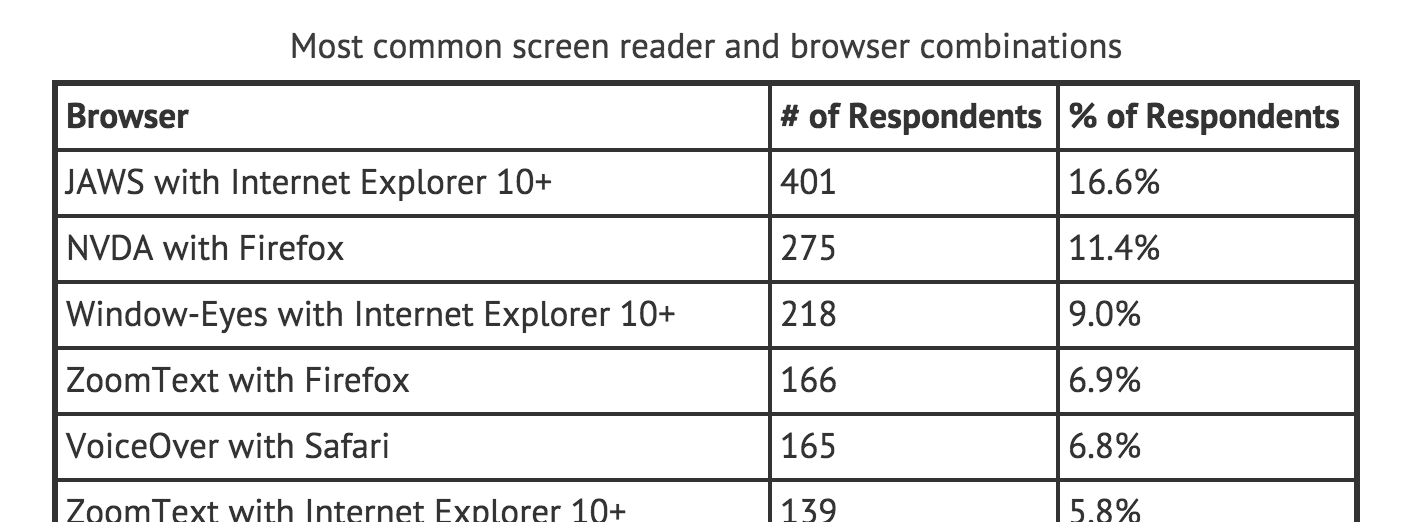 Most common screen reader and browser combinations
Browser # of Respondents % of Respondents
JAWS with Internet Explorer 10+ 401 16.6%
NVDA with Firefox 275 11.4%
Window-Eyes with Internet Explorer 10+ 218 9.0%
ZoomText with Firefox 166 6.9%
VoiceOver with Safari 165 6.8%
ZoomText with Internet Explorer 10+ 139 5.8%